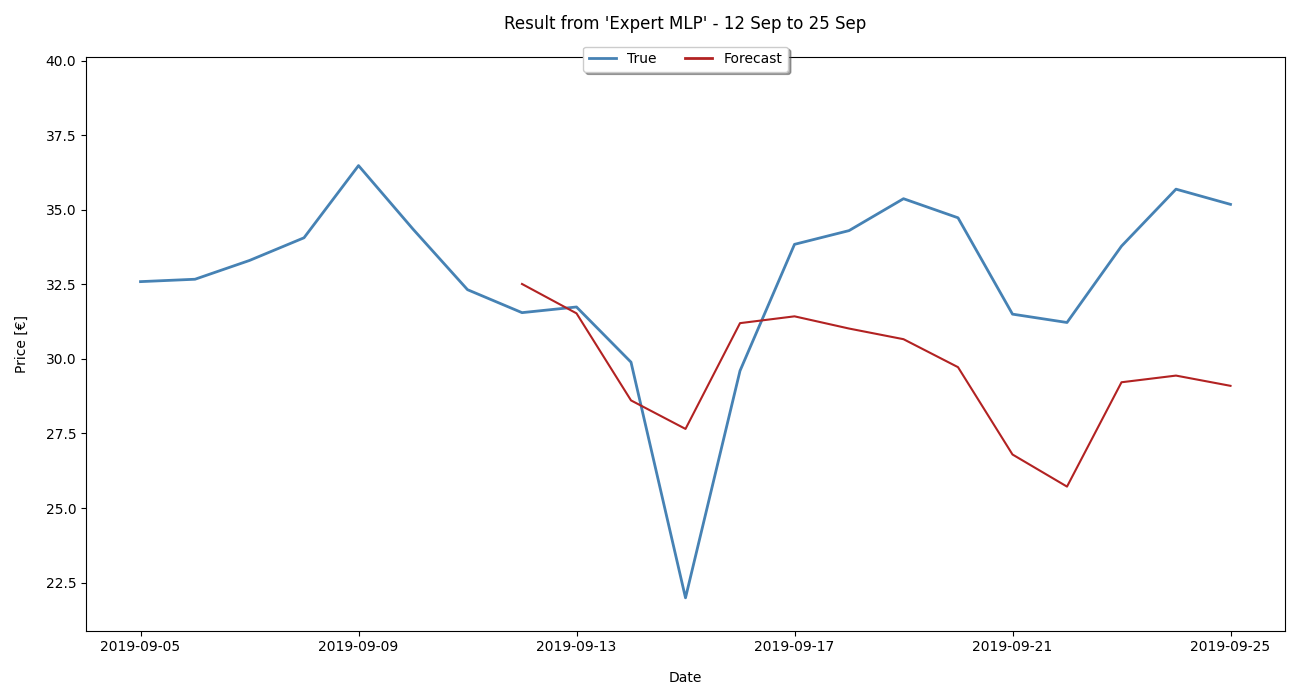 Result from 'Expert MLP' - 12 Sep to 25 Sep
True
Forecast
40.0
37.5
35.0
32.5
30.0
27.5
25.0
22.5
Price [€]
2019-09-05
2019-09-09
2019-09-13
2019-09-17
2019-09-21
2019-09-25
Date